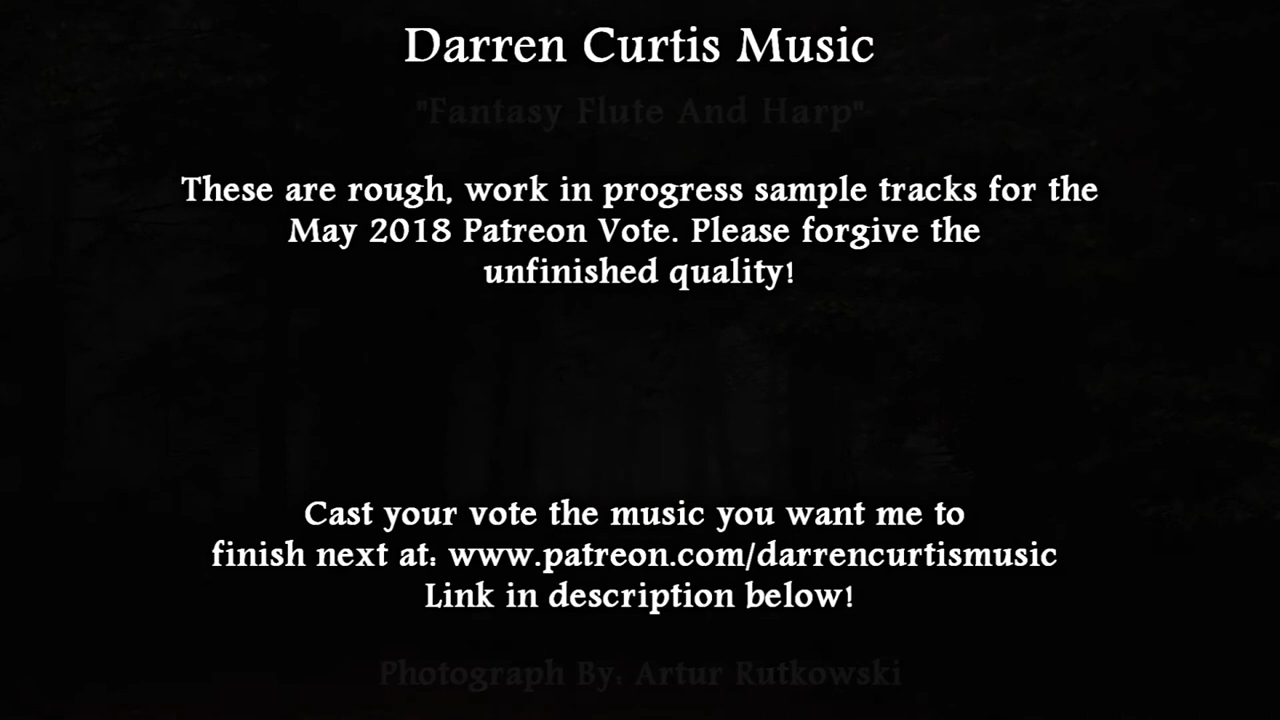 Darren Curtis Music
"Fantasy Flute And Harp"
These are rough, work in progress sample tracks for the
May 2018 Patreon Vote. Please forgive the
unfinished quality!
Cast your vote the music you want me to
finish next at: www.patreon.com/darrencurtismusic
Link in description below!
Photograph By: Artur Rutkowski